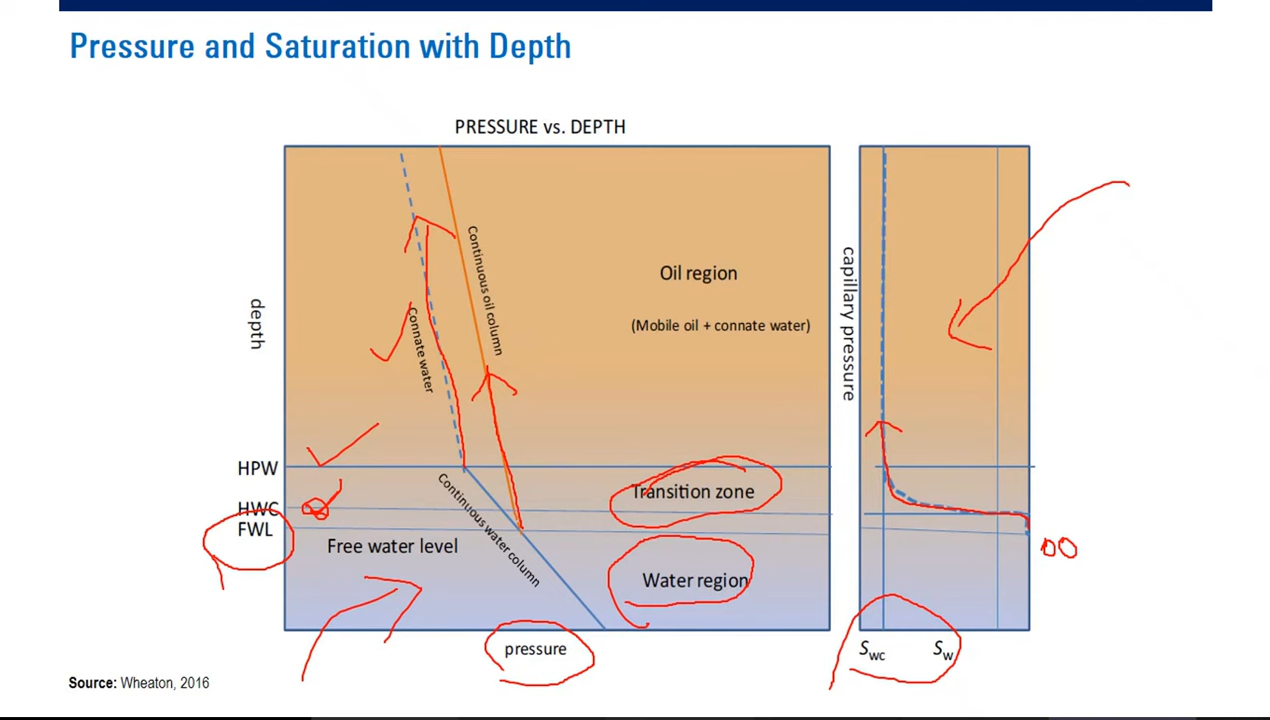 Pressure and Saturation with Depth
PRESSURE vs. DEPTH
depth
Connate water
Continuous oil column
Oil region
(Mobile oil + connate water)
capillary pressure
HPW
Continuous water column
Transition zone
HWC
FWL
Free water level
Water region
pressure
Swc
Sw
Source: Wheaton, 2016